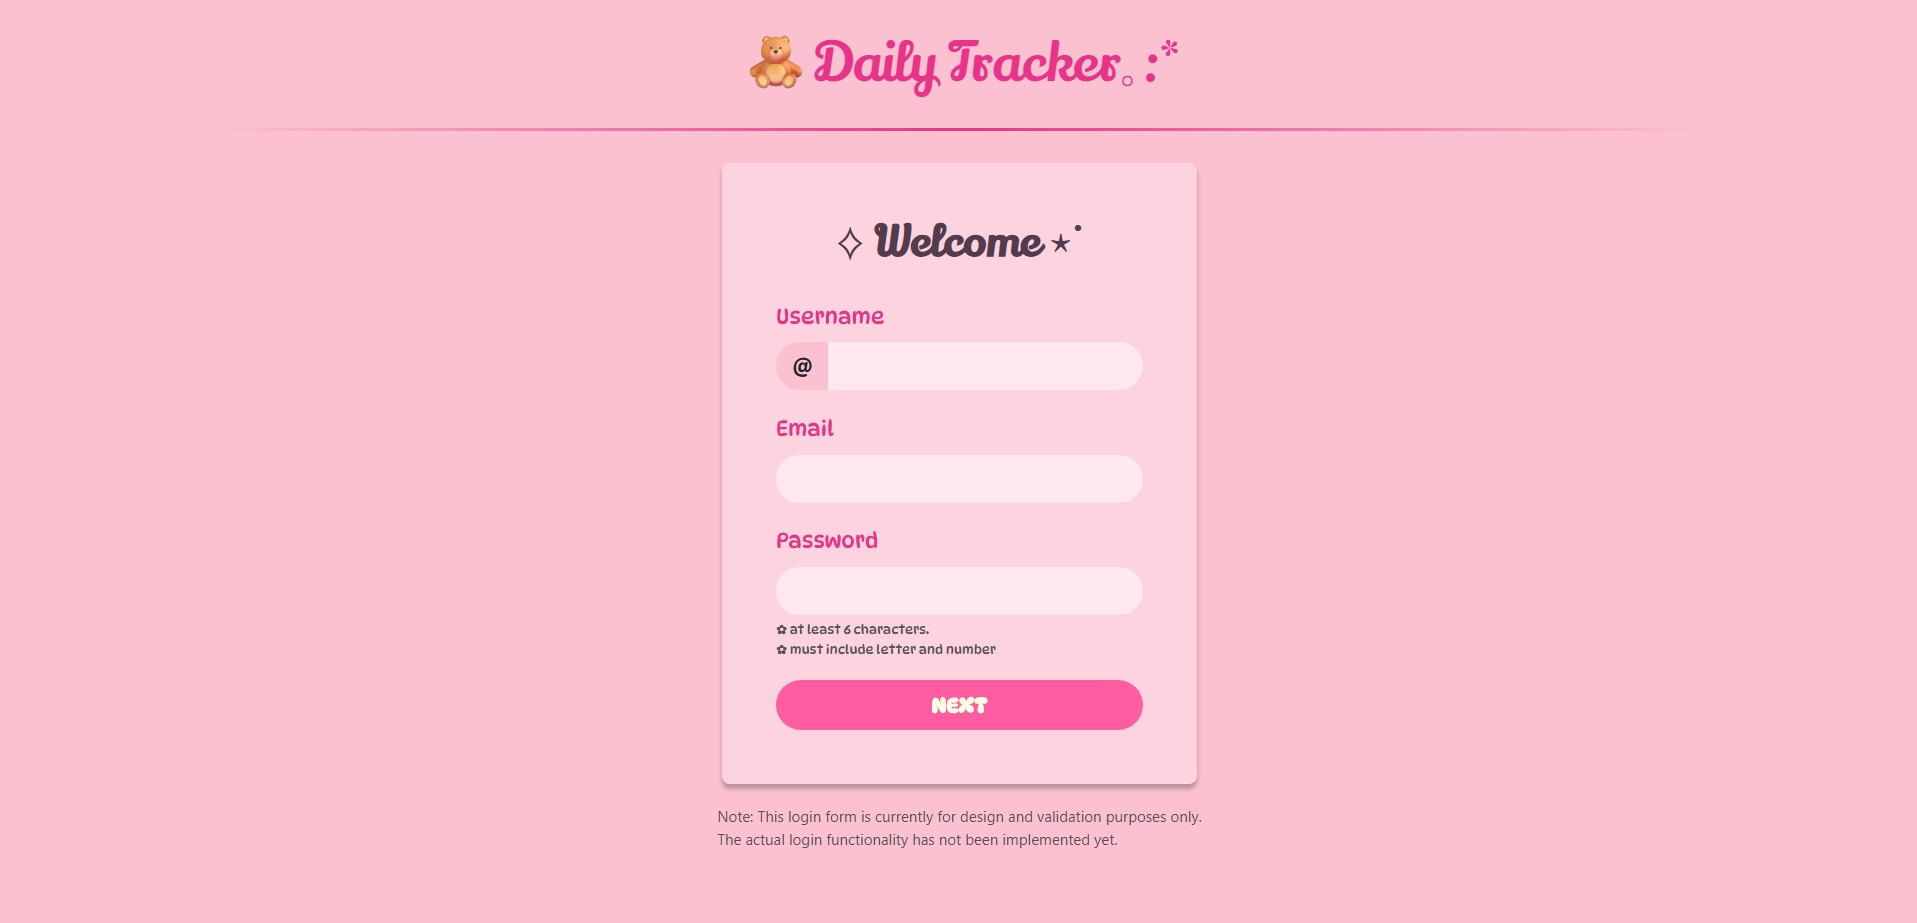 Daily Tracker｡:*
✧ Welcome ⋆˙
Username
@
Email
Password
✿ at least 6 characters.
✿ must include letter and number
NEXT
Note: This login form is currently for design and validation purposes only.
The actual login functionality has not been implemented yet.